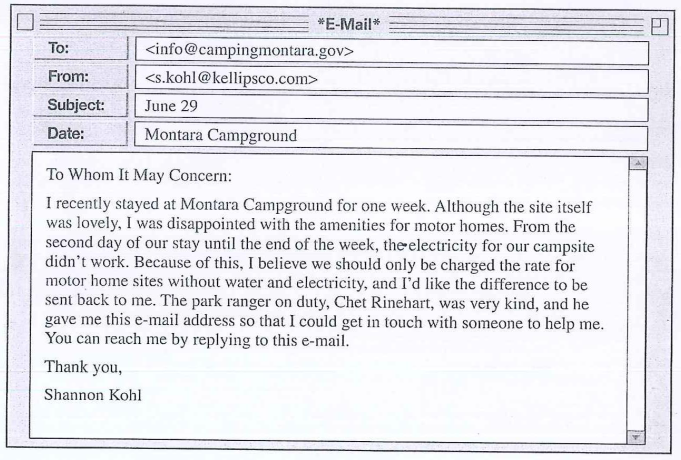 *E-Mail*
To: <info@campingmontara.gov>
From: <s.kohl@kellipsco.com>
Subject: June 29
Date: Montara Campground
To Whom It May Concern:
I recently stayed at Montara Campground for one week. Although the site itself
was lovely, I was disappointed with the amenities for motor homes. From the
second day of our stay until the end of the week, the electricity for our campsite
didn't work. Because of this, I believe we should only be charged the rate for
motor home sites without water and electricity, and I'd like the difference to be
sent back to me. The park ranger on duty, Chet Rinehart, was very kind, and he
gave me this e-mail address so that I could get in touch with someone to help me.
You can reach me by replying to this e-mail.
Thank you,
Shannon Kohl